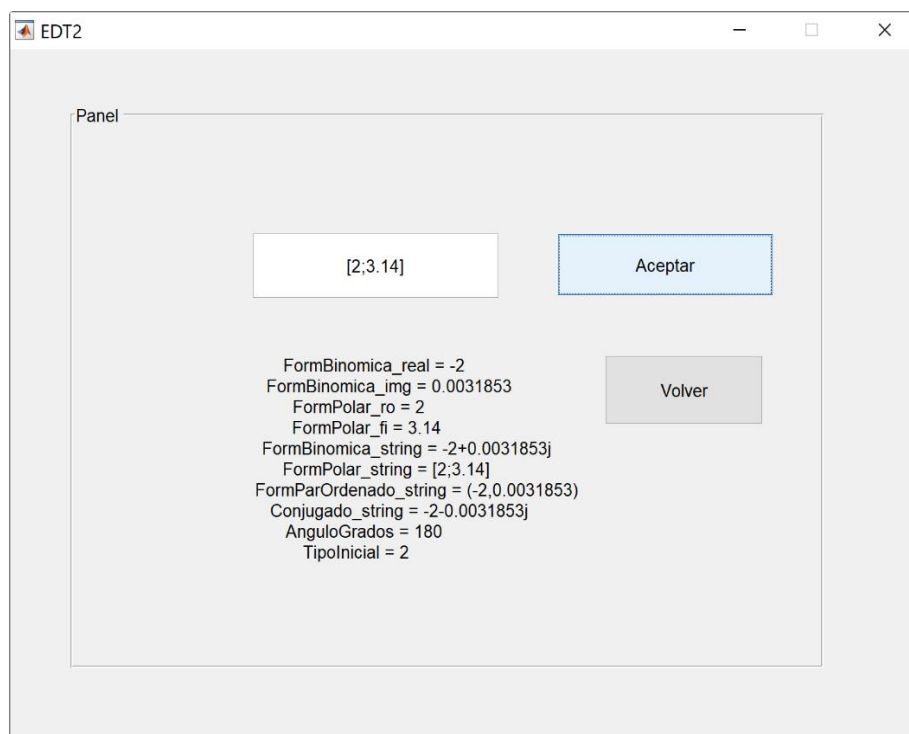 EDT2
Panel
[2;3.14]
Aceptar
FormBinomica_real = -2
FormBinomica_img = 0.0031853
FormPolar_ro = 2
FormPolar_fi = 3.14
FormBinomica_string = -2+0.0031853j
FormPolar_string = [2;3.14]
FormParOrdenado_string = (-2,0.0031853)
Conjugado_string = -2-0.0031853j
AnguloGrados = 180
TipoInicial = 2
Volver